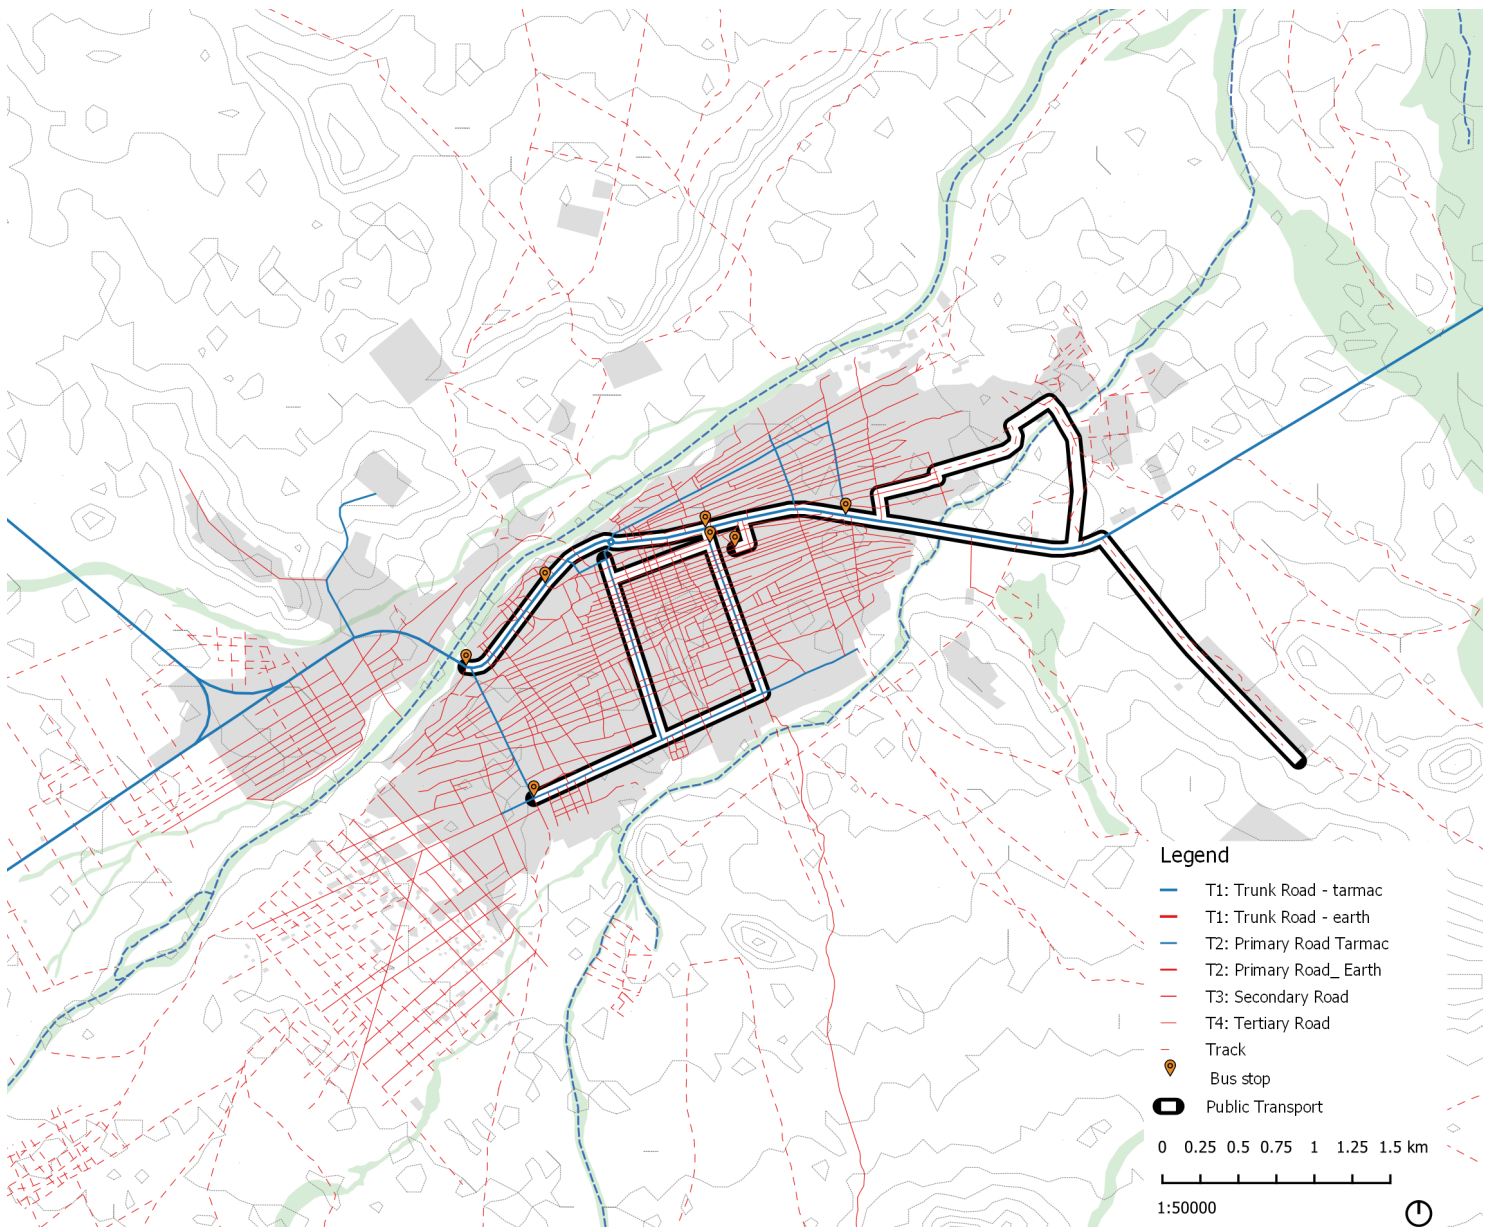 Legend
T1: Trunk Road - tarmac
T1: Trunk Road - earth
T2: Primary Road Tarmac
T2: Primary Road_ Earth
T3: Secondary Road
T4: Tertiary Road
Track
Bus stop
Public Transport
0 0.25 0.5 0.75 1 1.25 1.5 km
1:50000